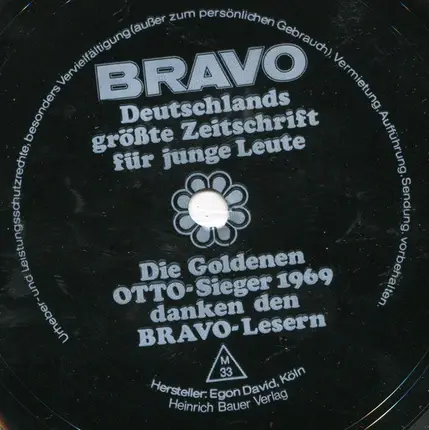 Urheber- und Leistungsschutzrechte, besonders Vervielfältigung (außer zum persönlichen Gebrauch), Vermietung, Aufführung, Sendung, vorbehalten.
BRAVO
Deutschlands
größte Zeitschrift
für junge Leute
Die Goldenen
OTTO-Sieger 1969
danken den
BRAVO-Lesern
M
33
Hersteller: Egon David, Köln
Heinrich Bauer Verlag